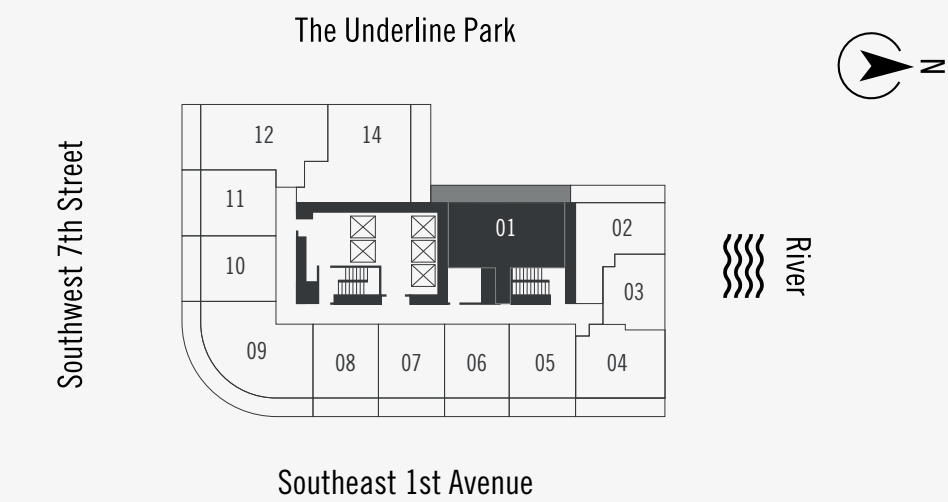 The Underline Park
N
12
14
11
01
02
10
03
09
08
07
06
05
04
Southwest 7th Street
River
Southeast 1st Avenue